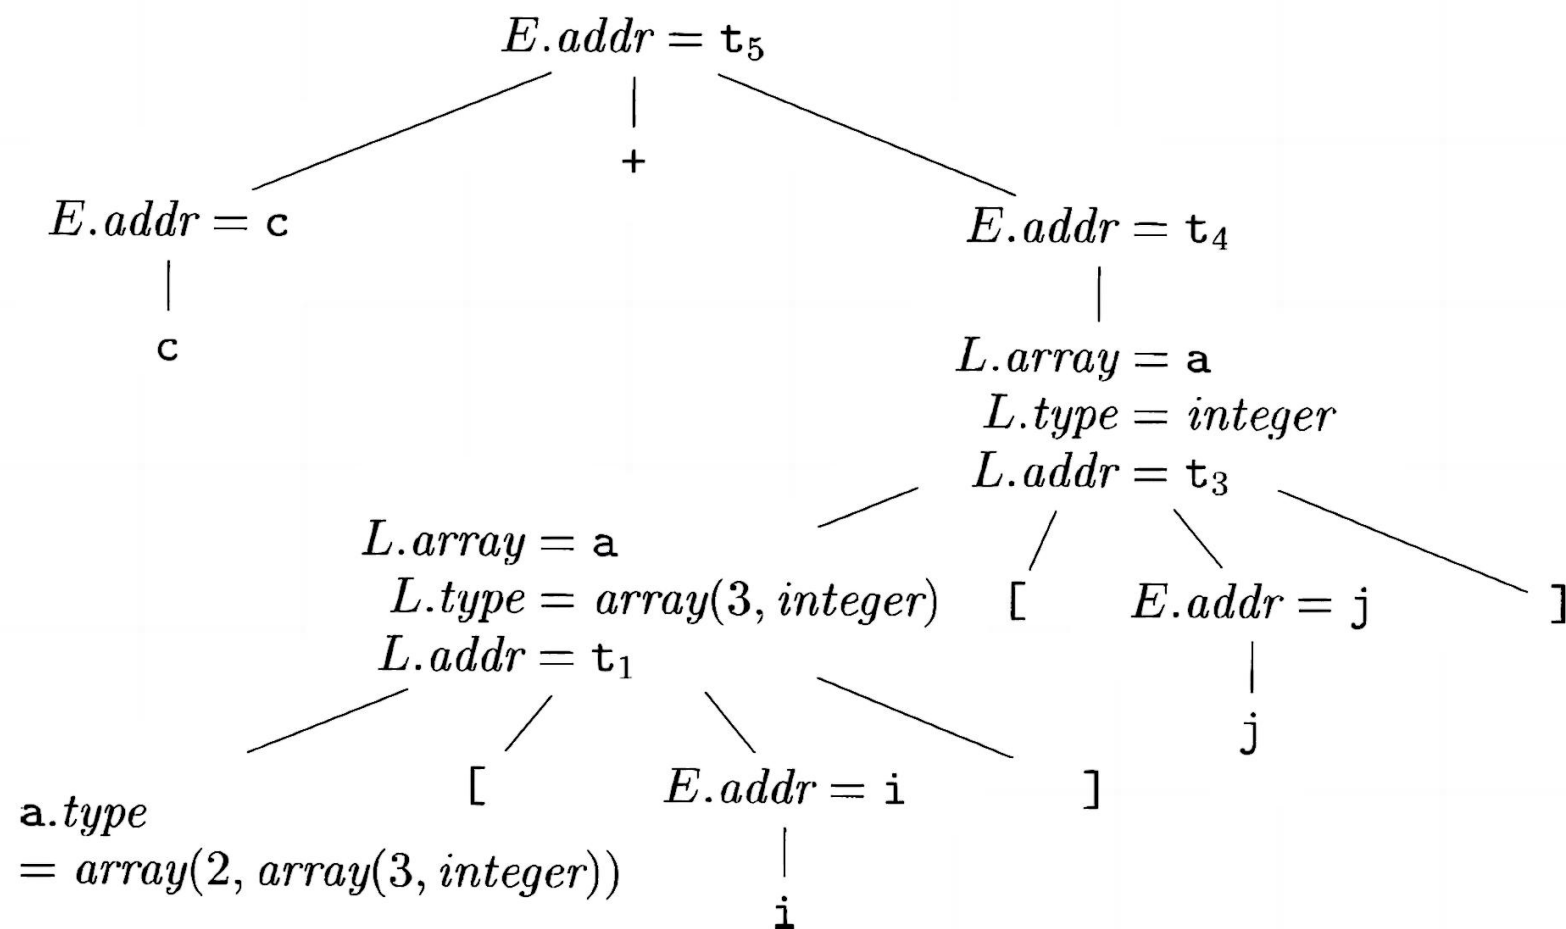 E.addr = t₅
+
E.addr = c
E.addr = t₄
c
L.array = a
L.type = integer
L.addr = t₃
L.array = a
L.type = array(3, integer)
L.addr = t₁
[
E.addr = j
]
j
a.type
= array(2, array(3, integer))
[
E.addr = i
]
i